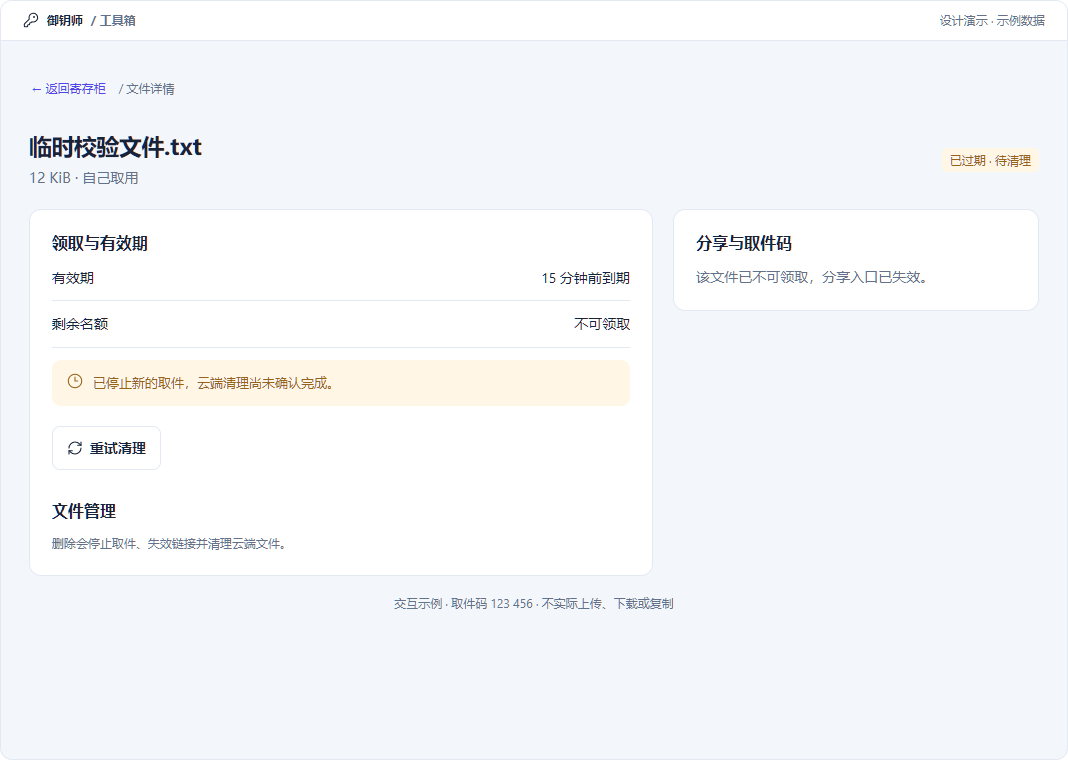 御钥师 / 工具箱
设计演示 · 示例数据
← 返回寄存柜 / 文件详情
临时校验文件.txt
12 KiB · 自己取用
已过期 · 待清理
领取与有效期
有效期
15 分钟前到期
剩余名额
不可领取
已停止新的取件，云端清理尚未确认完成。
重试清理
文件管理
删除会停止取件、失效链接并清理云端文件。
分享与取件码
该文件已不可领取，分享入口已失效。
交互示例 · 取件码 123 456 · 不实际上传、下载或复制